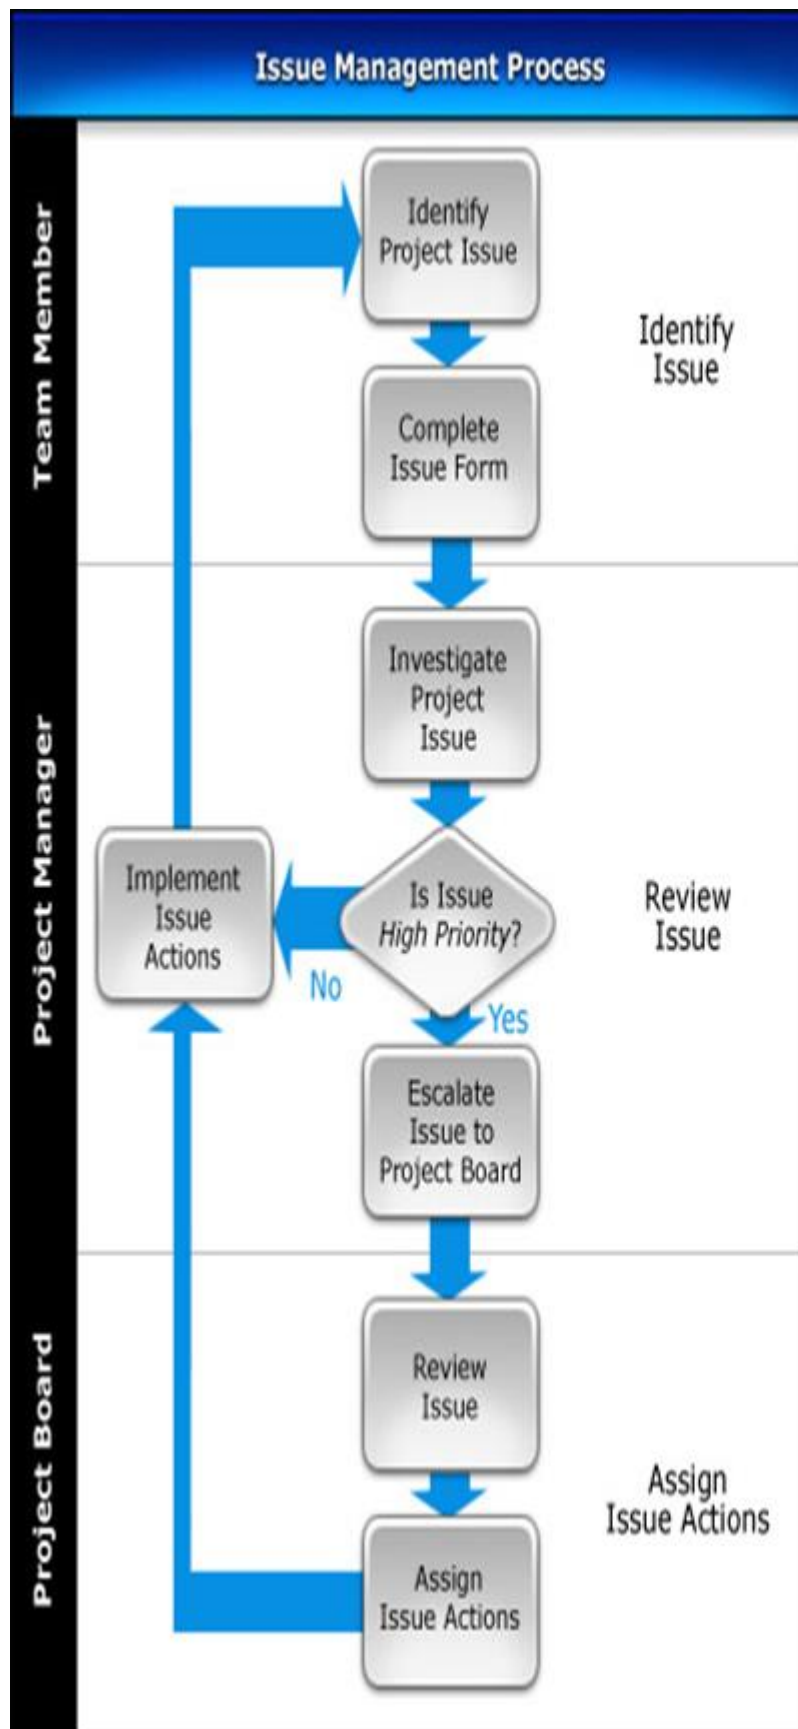 Issue Management Process
Team Member
Identify
Project Issue
Complete
Issue Form
Identify
Issue
Project Manager
Investigate
Project
Issue
Implement
Issue
Actions
Is Issue
High Priority?
No
Yes
Review
Issue
Escalate
Issue to
Project Board
Project Board
Review
Issue
Assign
Issue Actions
Assign
Issue Actions